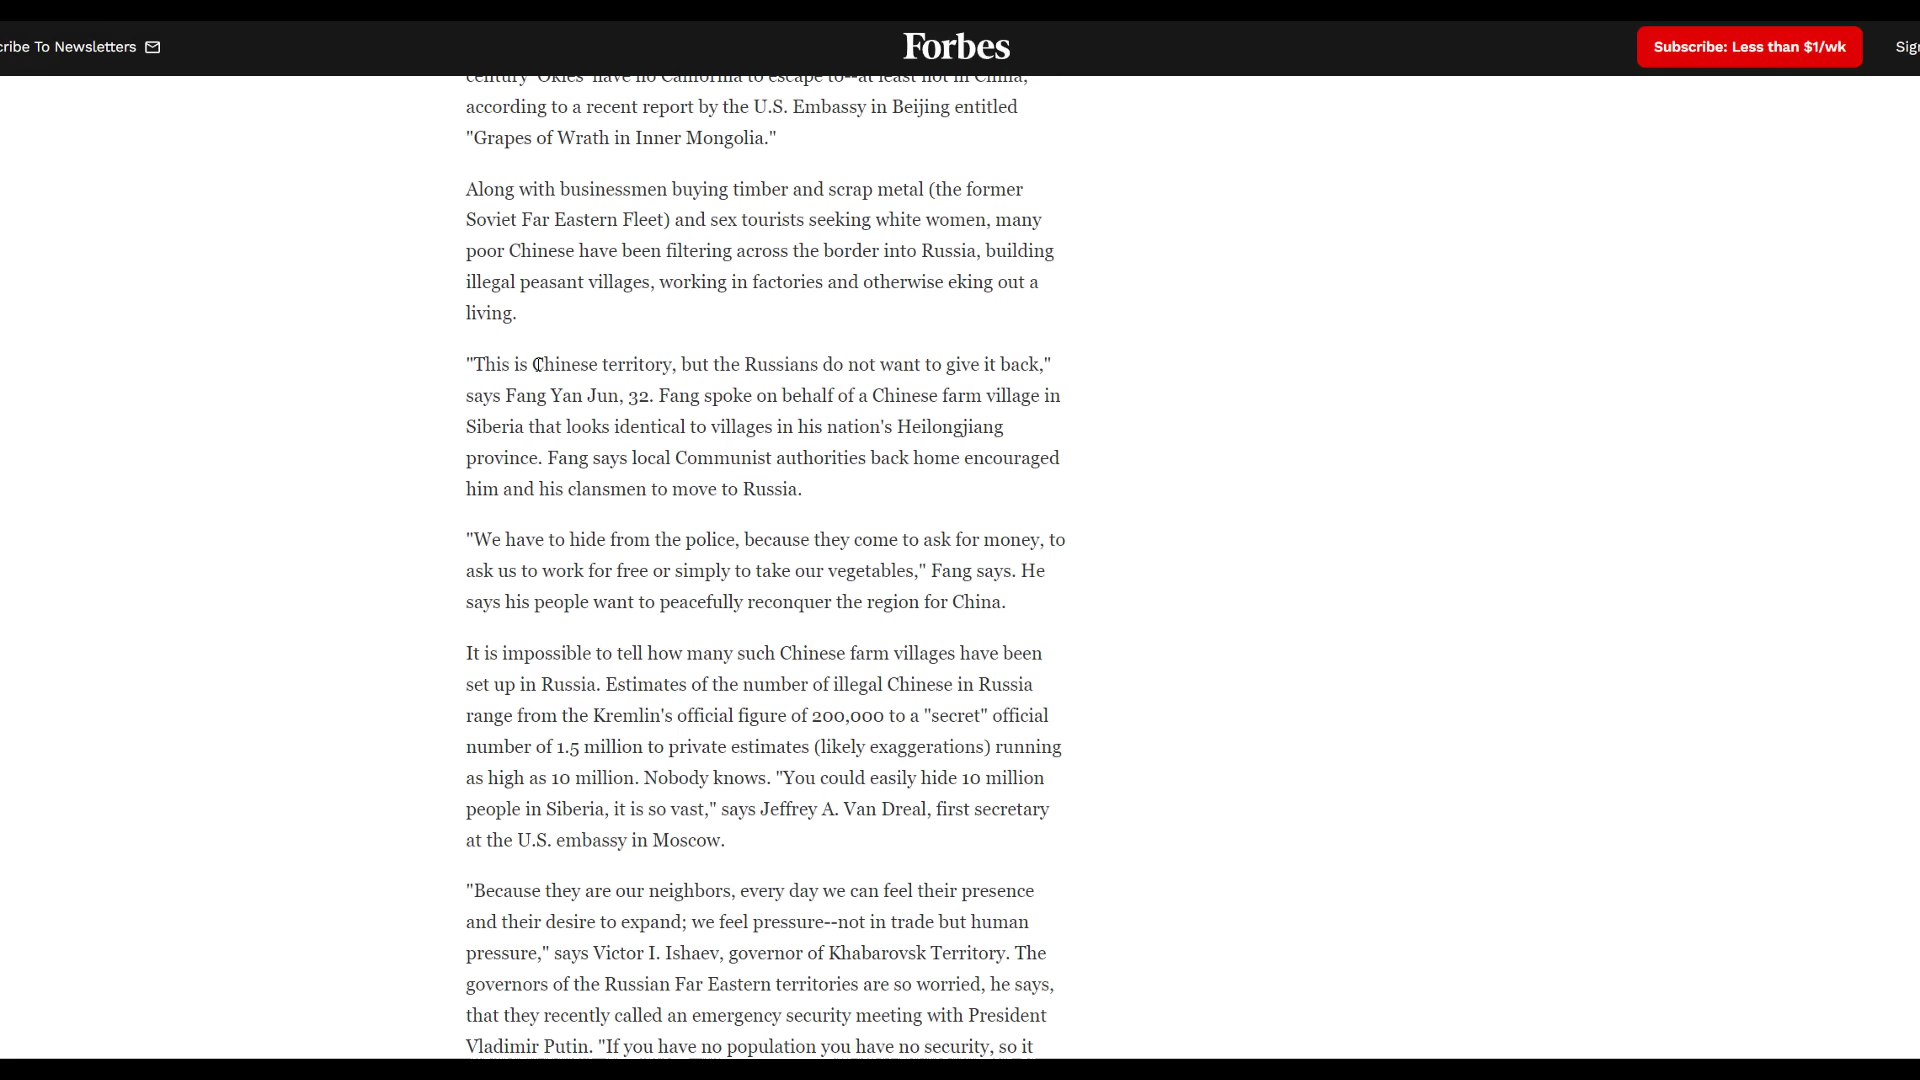 cribe To Newsletters
Forbes
Subscribe: Less than $1/wk
Sig
century 'Okies' have no California to escape to--at least not in China,
according to a recent report by the U.S. Embassy in Beijing entitled
"Grapes of Wrath in Inner Mongolia."
Along with businessmen buying timber and scrap metal (the former
Soviet Far Eastern Fleet) and sex tourists seeking white women, many
poor Chinese have been filtering across the border into Russia, building
illegal peasant villages, working in factories and otherwise eking out a
living.
"This is Chinese territory, but the Russians do not want to give it back,"
says Fang Yan Jun, 32. Fang spoke on behalf of a Chinese farm village in
Siberia that looks identical to villages in his nation's Heilongjiang
province. Fang says local Communist authorities back home encouraged
him and his clansmen to move to Russia.
"We have to hide from the police, because they come to ask for money, to
ask us to work for free or simply to take our vegetables," Fang says. He
says his people want to peacefully reconquer the region for China.
It is impossible to tell how many such Chinese farm villages have been
set up in Russia. Estimates of the number of illegal Chinese in Russia
range from the Kremlin's official figure of 200,000 to a "secret" official
number of 1.5 million to private estimates (likely exaggerations) running
as high as 10 million. Nobody knows. "You could easily hide 10 million
people in Siberia, it is so vast," says Jeffrey A. Van Dreal, first secretary
at the U.S. embassy in Moscow.
"Because they are our neighbors, every day we can feel their presence
and their desire to expand; we feel pressure--not in trade but human
pressure," says Victor I. Ishaev, governor of Khabarovsk Territory. The
governors of the Russian Far Eastern territories are so worried, he says,
that they recently called an emergency security meeting with President
Vladimir Putin. "If you have no population you have no security, so it